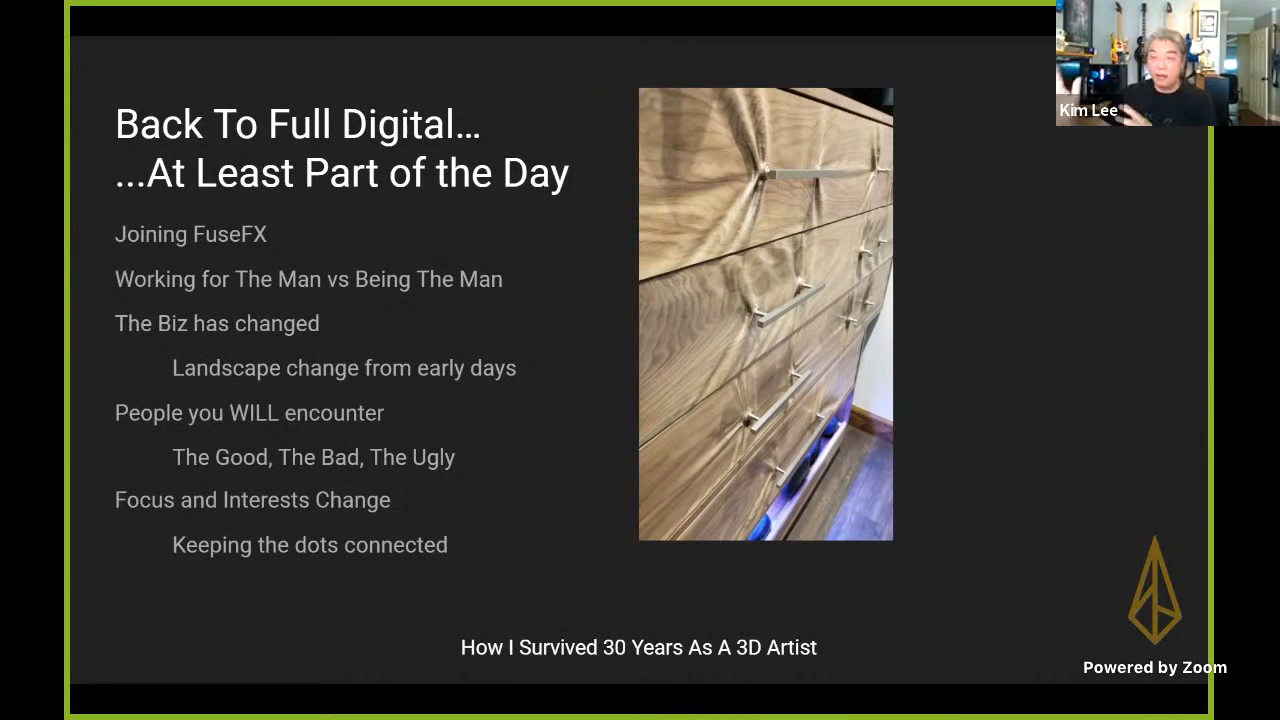 Back To Full Digital...
...At Least Part of the Day
Joining FuseFX
Working for The Man vs Being The Man
The Biz has changed
Landscape change from early days
People you WILL encounter
The Good, The Bad, The Ugly
Focus and Interests Change
Keeping the dots connected
How I Survived 30 Years As A 3D Artist
Kim Lee
Powered by Zoom